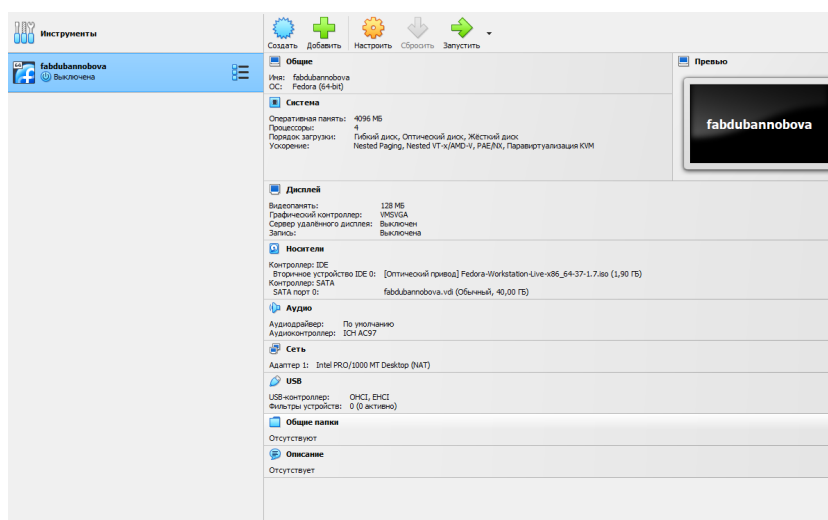 Инструменты
Создать Добавить Настроить Сбросить Запустить
64
fabdubannobova
Выключена
Общие
Имя: fabdubannobova
ОС: Fedora (64-bit)
Превью
fabdubannobova
Система
Оперативная память: 4096 МБ
Процессоры: 4
Порядок загрузки: Гибкий диск, Оптический диск, Жёсткий диск
Ускорение: Nested Paging, Nested VT-x/AMD-V, PAE/NX, Паравиртуализация KVM
Дисплей
Видеопамять: 128 МБ
Графический контроллер: VMSVGA
Сервер удалённого дисплея: Выключен
Запись: Выключена
Носители
Контроллер: IDE
Вторичное устройство IDE 0: [Оптический привод] Fedora-Workstation-Live-x86_64-37-1.7.iso (1,90 ГБ)
Контроллер: SATA
SATA порт 0: fabdubannobova.vdi (Обычный, 40,00 ГБ)
Аудио
Аудиодрайвер: По умолчанию
Аудиоконтроллер: ICH AC97
Сеть
Адаптер 1: Intel PRO/1000 MT Desktop (NAT)
USB
USB-контроллер: OHCI, EHCI
Фильтры устройств: 0 (0 активно)
Общие папки
Отсутствуют
Описание
Отсутствует